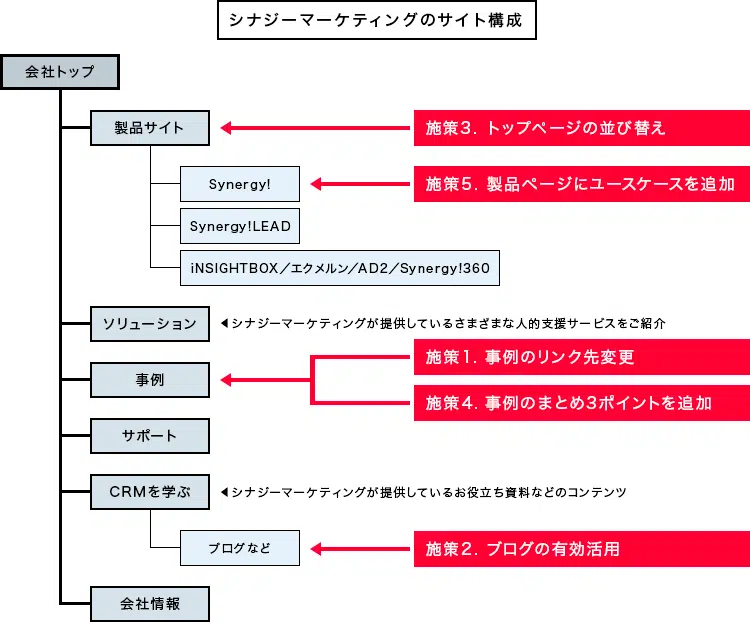 シナジーマーケティングのサイト構成
会社トップ
製品サイト
施策3. トップページの並び替え
Synergy!
施策5. 製品ページにユースケースを追加
Synergy!LEAD
iNSIGHTBOX／エクメルン／AD2／Synergy!360
ソリューション
◀シナジーマーケティングが提供しているさまざまな人的支援サービスをご紹介
施策1. 事例のリンク先変更
事例
施策4. 事例のまとめ3ポイントを追加
サポート
CRMを学ぶ
◀シナジーマーケティングが提供しているお役立ち資料などのコンテンツ
ブログなど
施策2. ブログの有効活用
会社情報